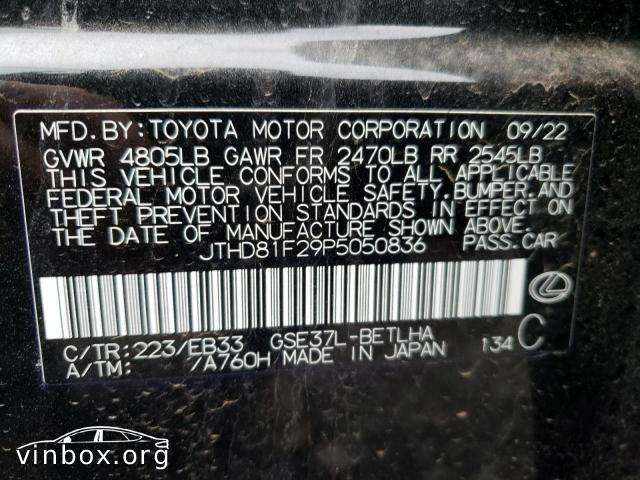 MFD.BY:TOYOTA MOTOR CORPORATION 09/22
GVWR 4805LB GAWR FR 2470LB RR 2545LB
THIS VEHICLE CONFORMS TO ALL APPLICABLE
FEDERAL MOTOR VEHICLE SAFETY, BUMPER, AND
THEFT PREVENTION STANDARDS IN EFFECT ON
THE DATE OF MANUFACTURE SHOWN ABOVE.
JTHD81F29P5050836 PASS.CAR
C/TR:223/EB33 GSE37L-BETLHA
A/TM: /A760H/MADE IN JAPAN 134 C
vinbox.org